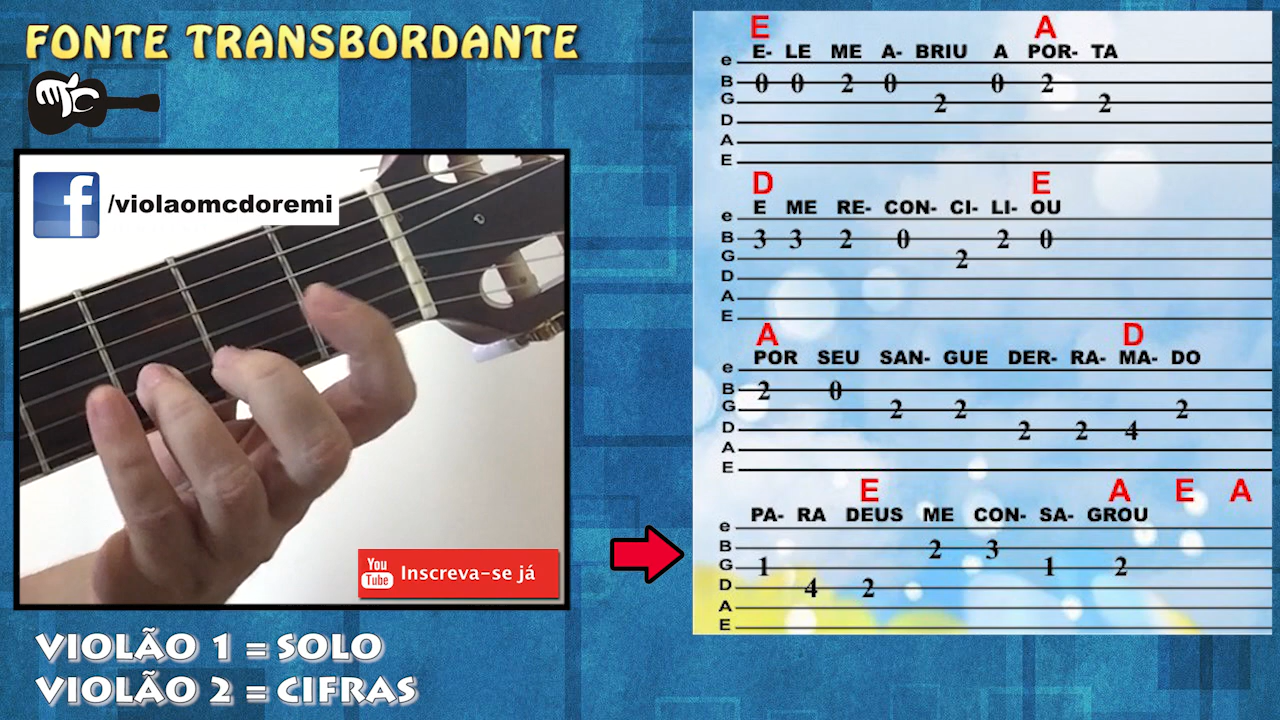 FONTE TRANSBORDANTE
mc
/violaomcdoremi
You Tube Inscreva-se já
VIOLÃO 1 = SOLO
VIOLÃO 2 = CIFRAS
E A
E- LE ME A- BRIU A POR- TA
e
B 0 0 2 0 0 2
G 2 2
D
A
E
D E
E ME RE- CON- CI- LI- OU
e
B 3 3 2 0 2 0
G 2
D
A
E
A D
POR SEU SAN- GUE DER- RA- MA- DO
e
B 2 0
G 2 2 2
D 2 2 4
A
E
E A E A
PA- RA DEUS ME CON- SA- GROU
e
B 2 3
G 1 1 2
D 4 2
A
E